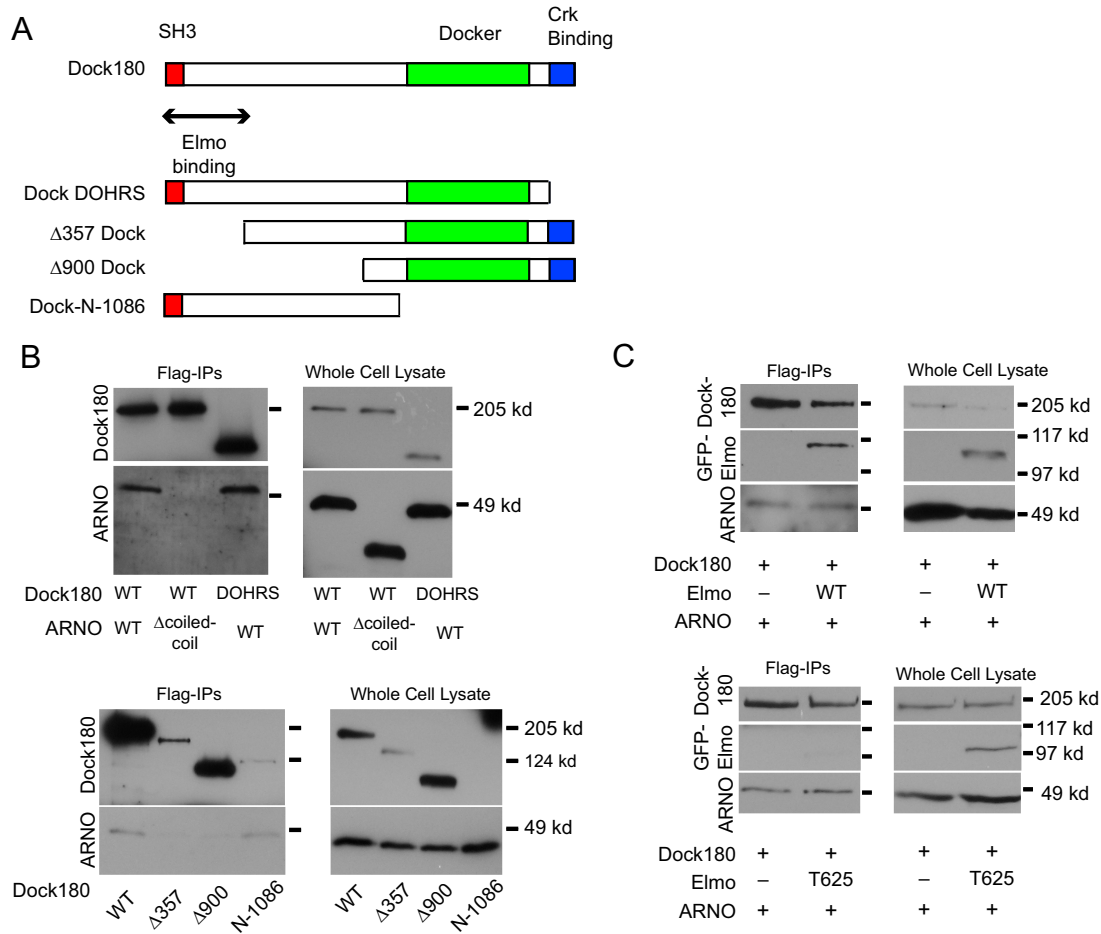 A
SH3
Docker
Crk
Binding
Dock180
Elmo
binding
Dock DOHRS
Δ357 Dock
Δ900 Dock
Dock-N-1086
B
Flag-IPs
Whole Cell Lysate
Dock180
205 kd
ARNO
49 kd
Dock180 WT WT DOHRS WT WT DOHRS
ARNO WT Δcoiled-coil WT WT Δcoiled-coil WT
Flag-IPs
Whole Cell Lysate
Dock180
205 kd
124 kd
ARNO
49 kd
Dock180 WT Δ357 Δ900 N-1086 WT Δ357 Δ900 N-1086
C
Flag-IPs
Whole Cell Lysate
Dock-180
205 kd
GFP-Elmo
117 kd
97 kd
ARNO
49 kd
Dock180 + + + +
Elmo – WT – WT
ARNO + + + +
Flag-IPs
Whole Cell Lysate
Dock-180
205 kd
GFP-Elmo
117 kd
97 kd
ARNO
49 kd
Dock180 + + + +
Elmo – T625 – T625
ARNO + + + +